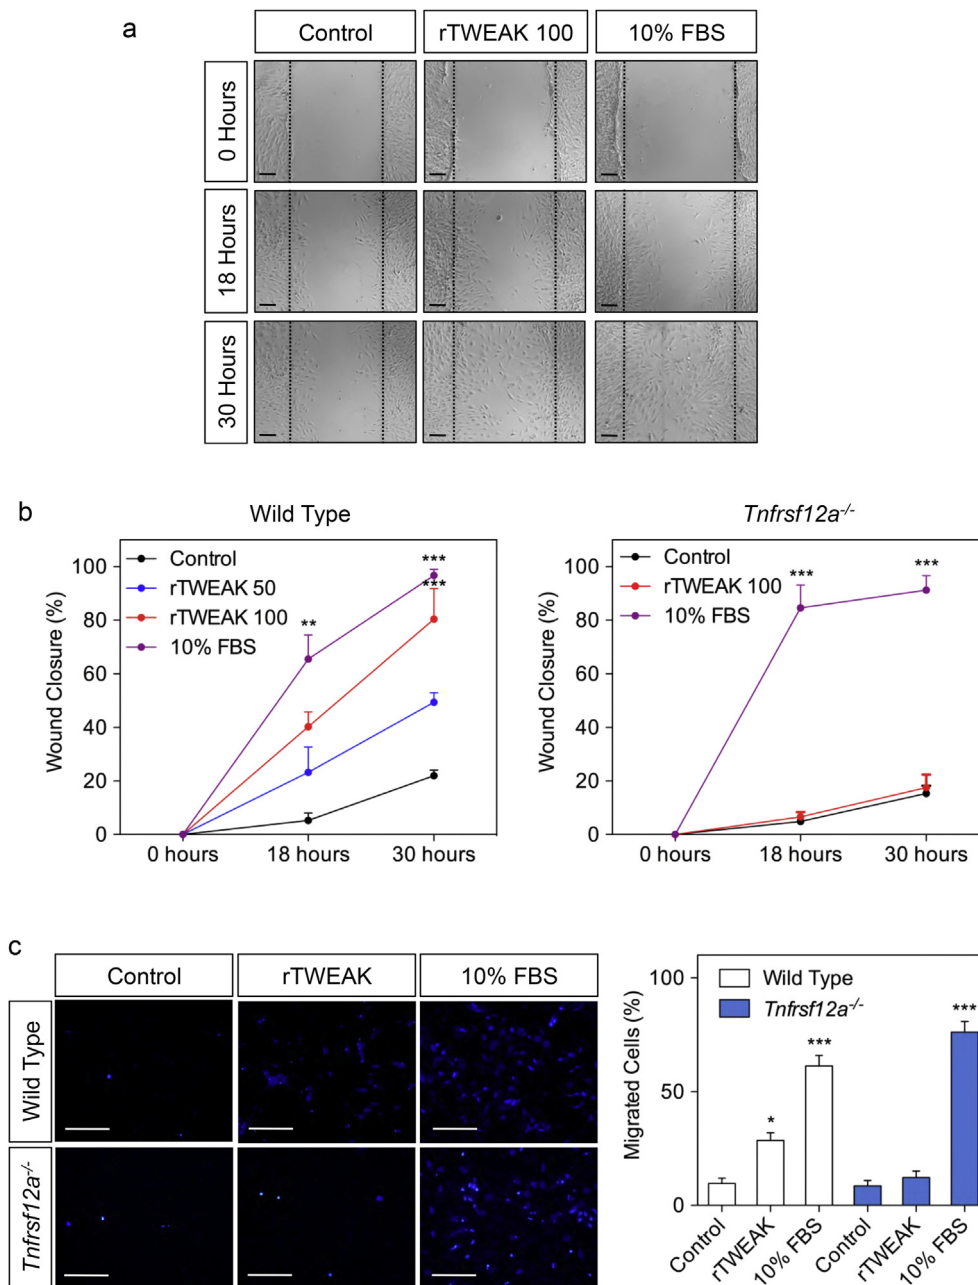 a
Control
rTWEAK 100
10% FBS
0 Hours
18 Hours
30 Hours
b
Wild Type
Wound Closure (%)
100
80
60
40
20
0
Control
rTWEAK 50
rTWEAK 100
10% FBS
**
***
***
0 hours
18 hours
30 hours
Tnfrsf12a-/-
Wound Closure (%)
100
80
60
40
20
0
Control
rTWEAK 100
10% FBS
***
***
0 hours
18 hours
30 hours
c
Control
rTWEAK
10% FBS
Wild Type
Tnfrsf12a-/-
Migrated Cells (%)
100
50
0
Wild Type
Tnfrsf12a-/-
*
***
***
Control
rTWEAK
10% FBS
Control
rTWEAK
10% FBS